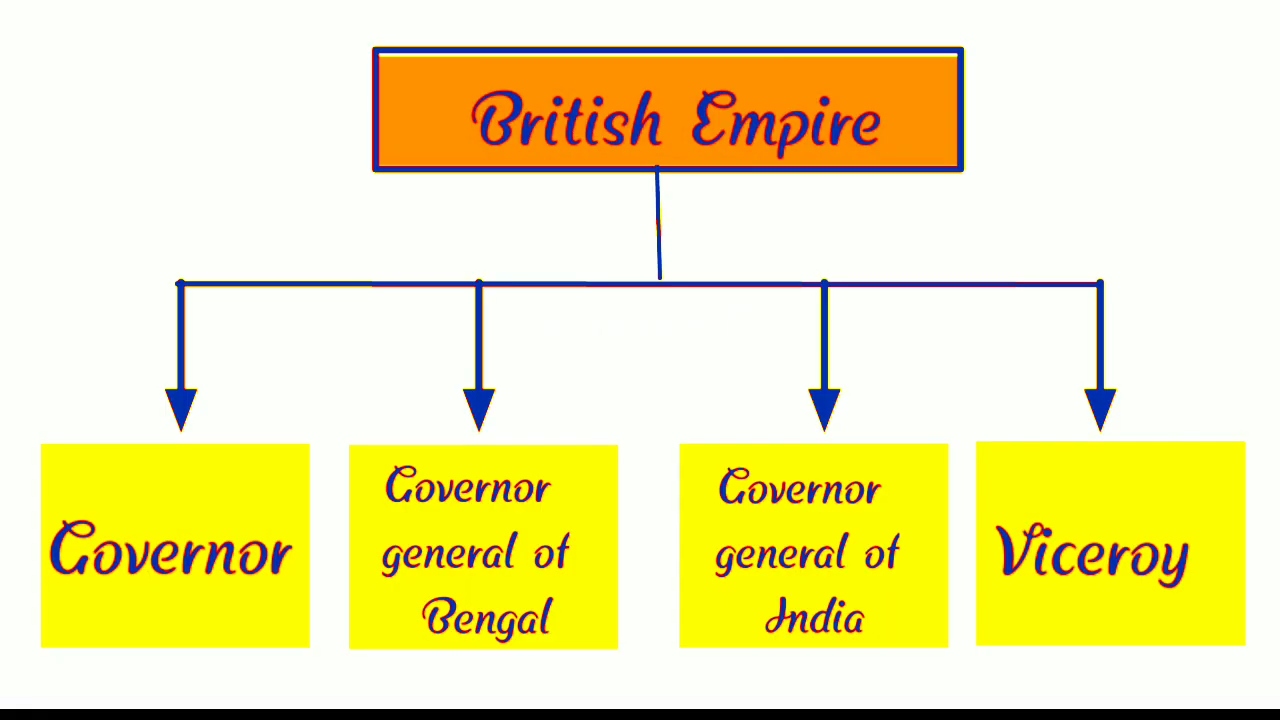 British Empire
Governor
Governor
general of
Bengal
Governor
general of
India
Viceroy